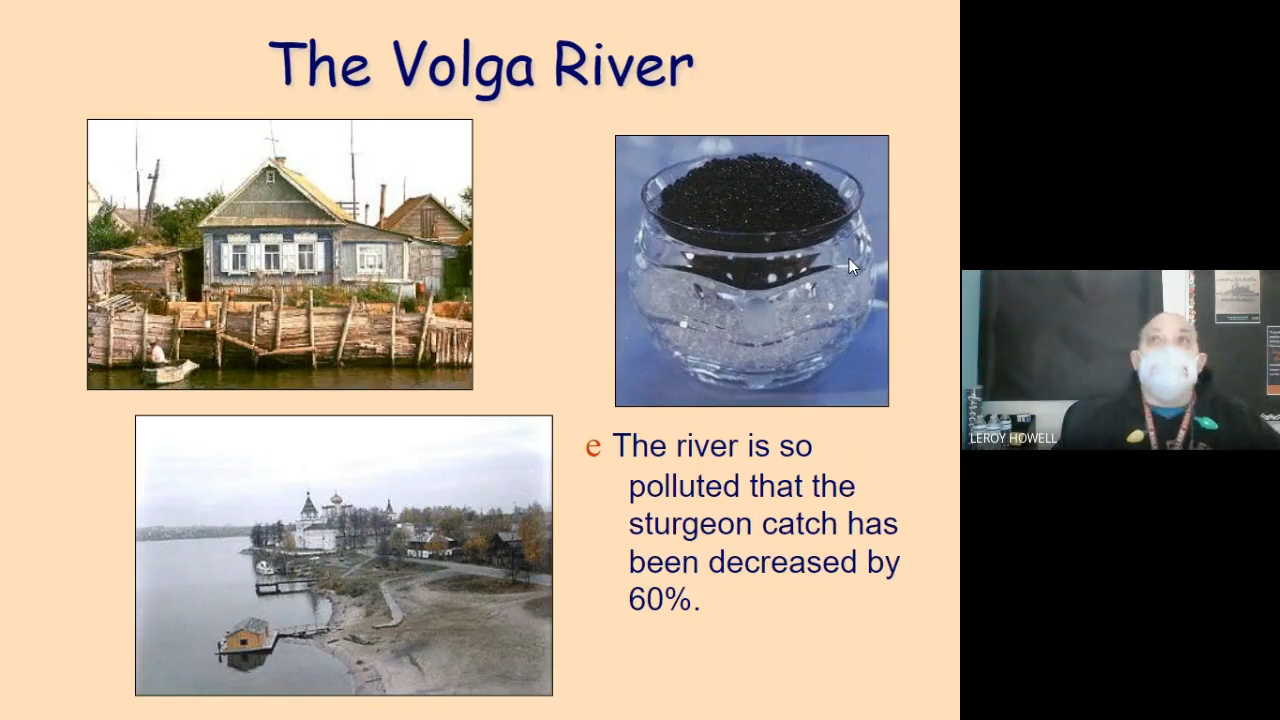 The Volga River
e The river is so
polluted that the
sturgeon catch has
been decreased by
60%.
LEROY HOWELL